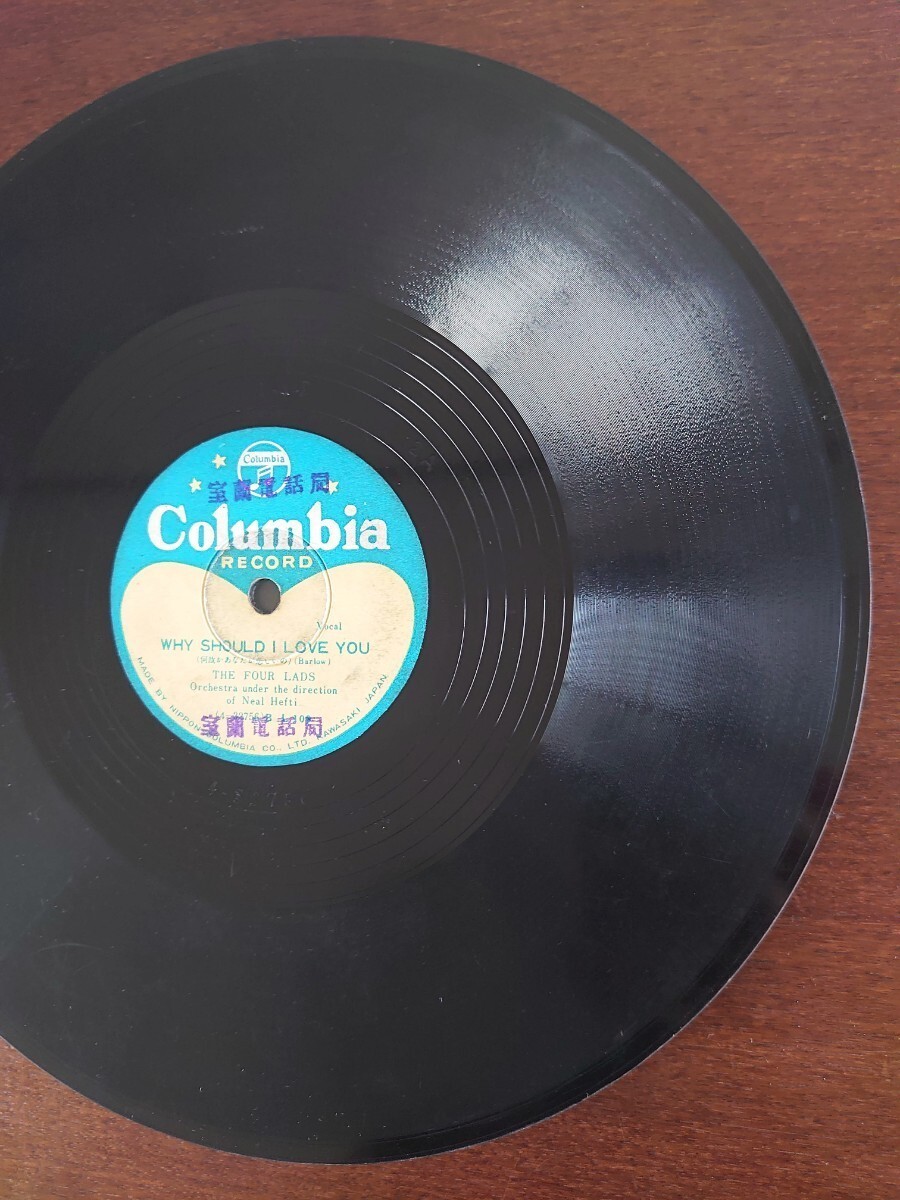 Columbia
室蘭電話局
Columbia
RECORD
Vocal
WHY SHOULD I LOVE YOU
(Barlow)
THE FOUR LADS
Orchestra under the direction
of Neal Hefti
室蘭電話局
MADE BY NIPPON COLUMBIA CO., LTD. KAWASAKI JAPAN